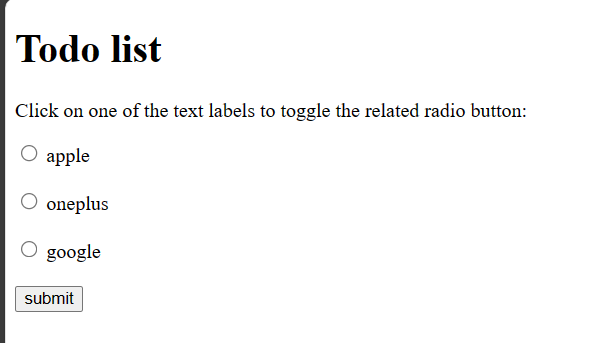 Todo list
Click on one of the text labels to toggle the related radio button:
apple
oneplus
google
submit